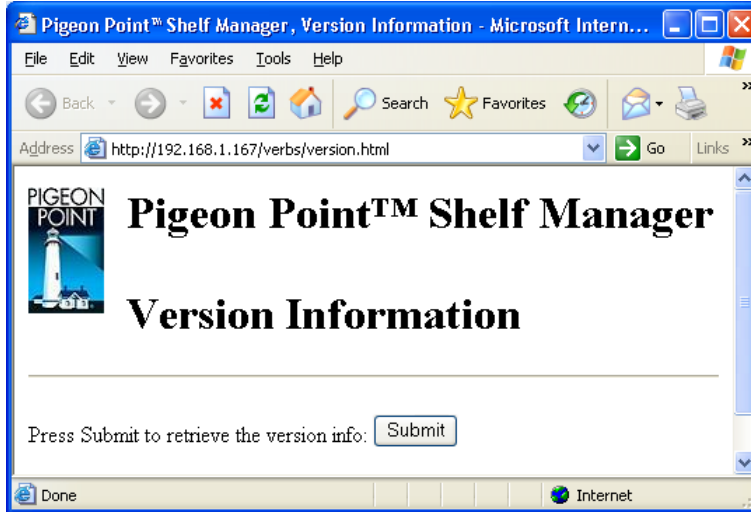 Pigeon Point™ Shelf Manager, Version Information - Microsoft Intern...
File Edit View Favorites Tools Help
Back Search Favorites »
Address http://192.168.1.167/verbs/version.html Go Links »
PIGEON
POINT
Pigeon Point™ Shelf Manager
Version Information
Press Submit to retrieve the version info: Submit
Done Internet